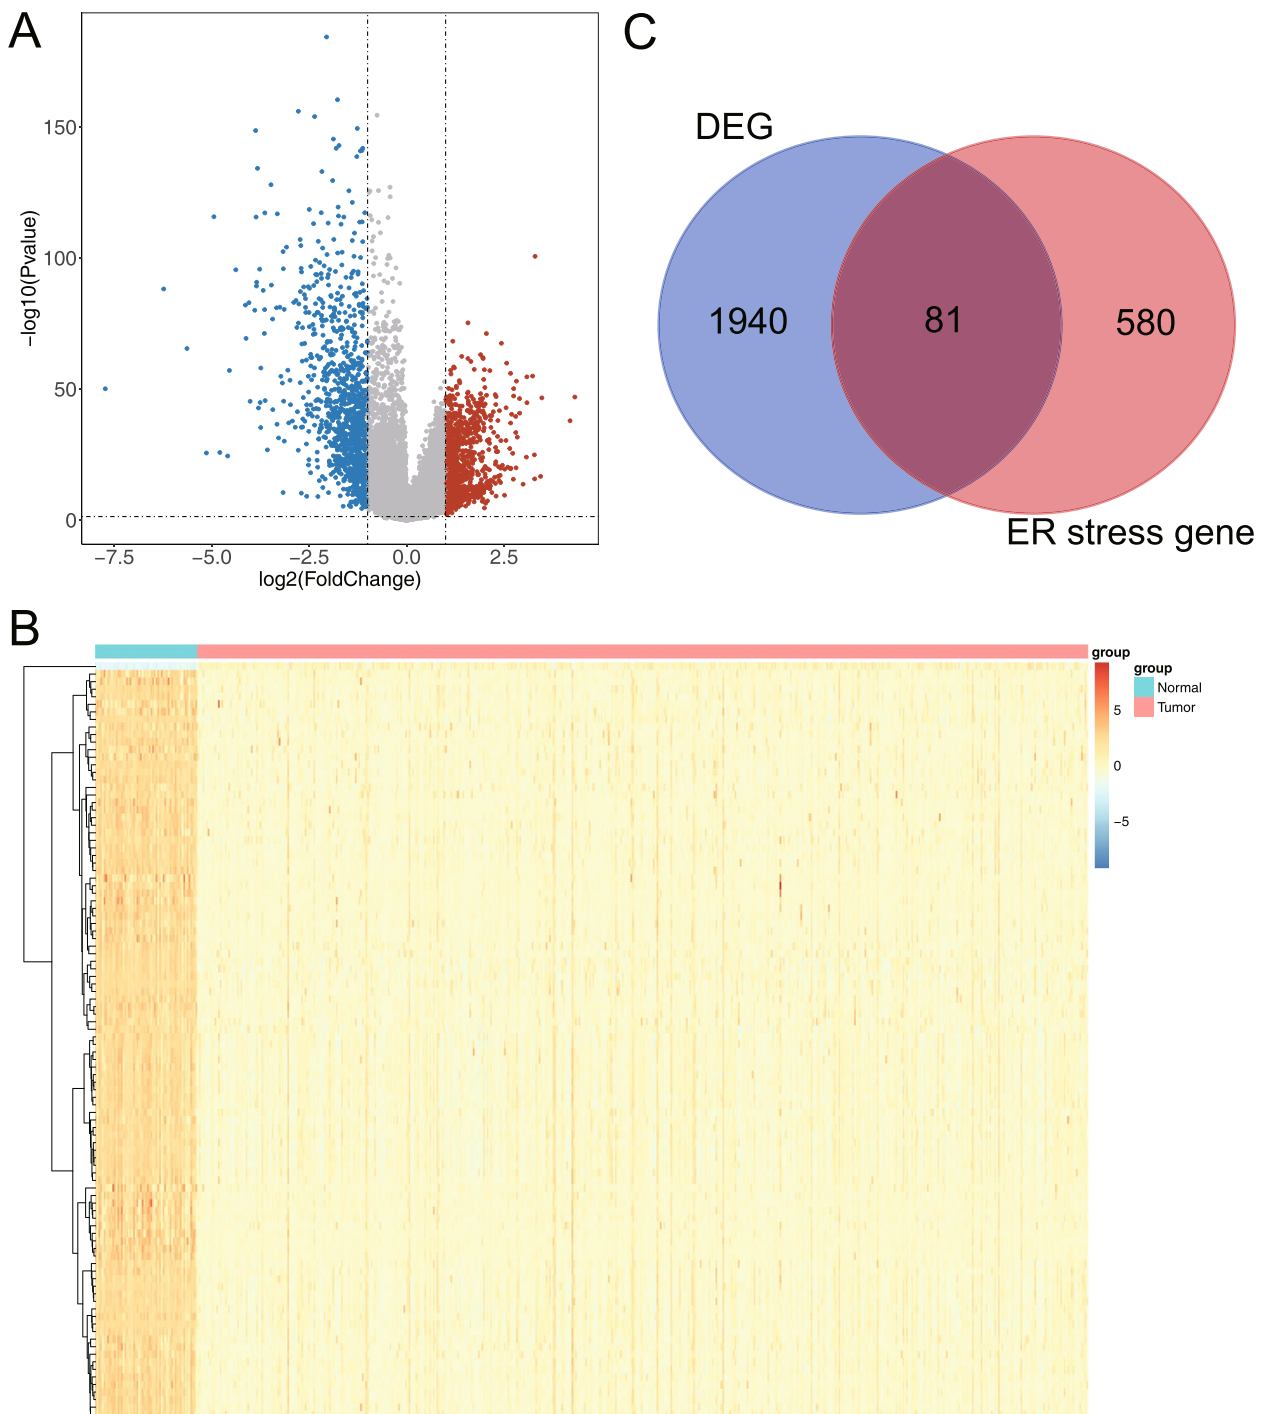 A
−log10(Pvalue)
150
100
50
0
−7.5 −5.0 −2.5 0.0 2.5
log2(FoldChange)
C
DEG
1940 81 580
ER stress gene
B
group
5
0
−5
group
Normal
Tumor